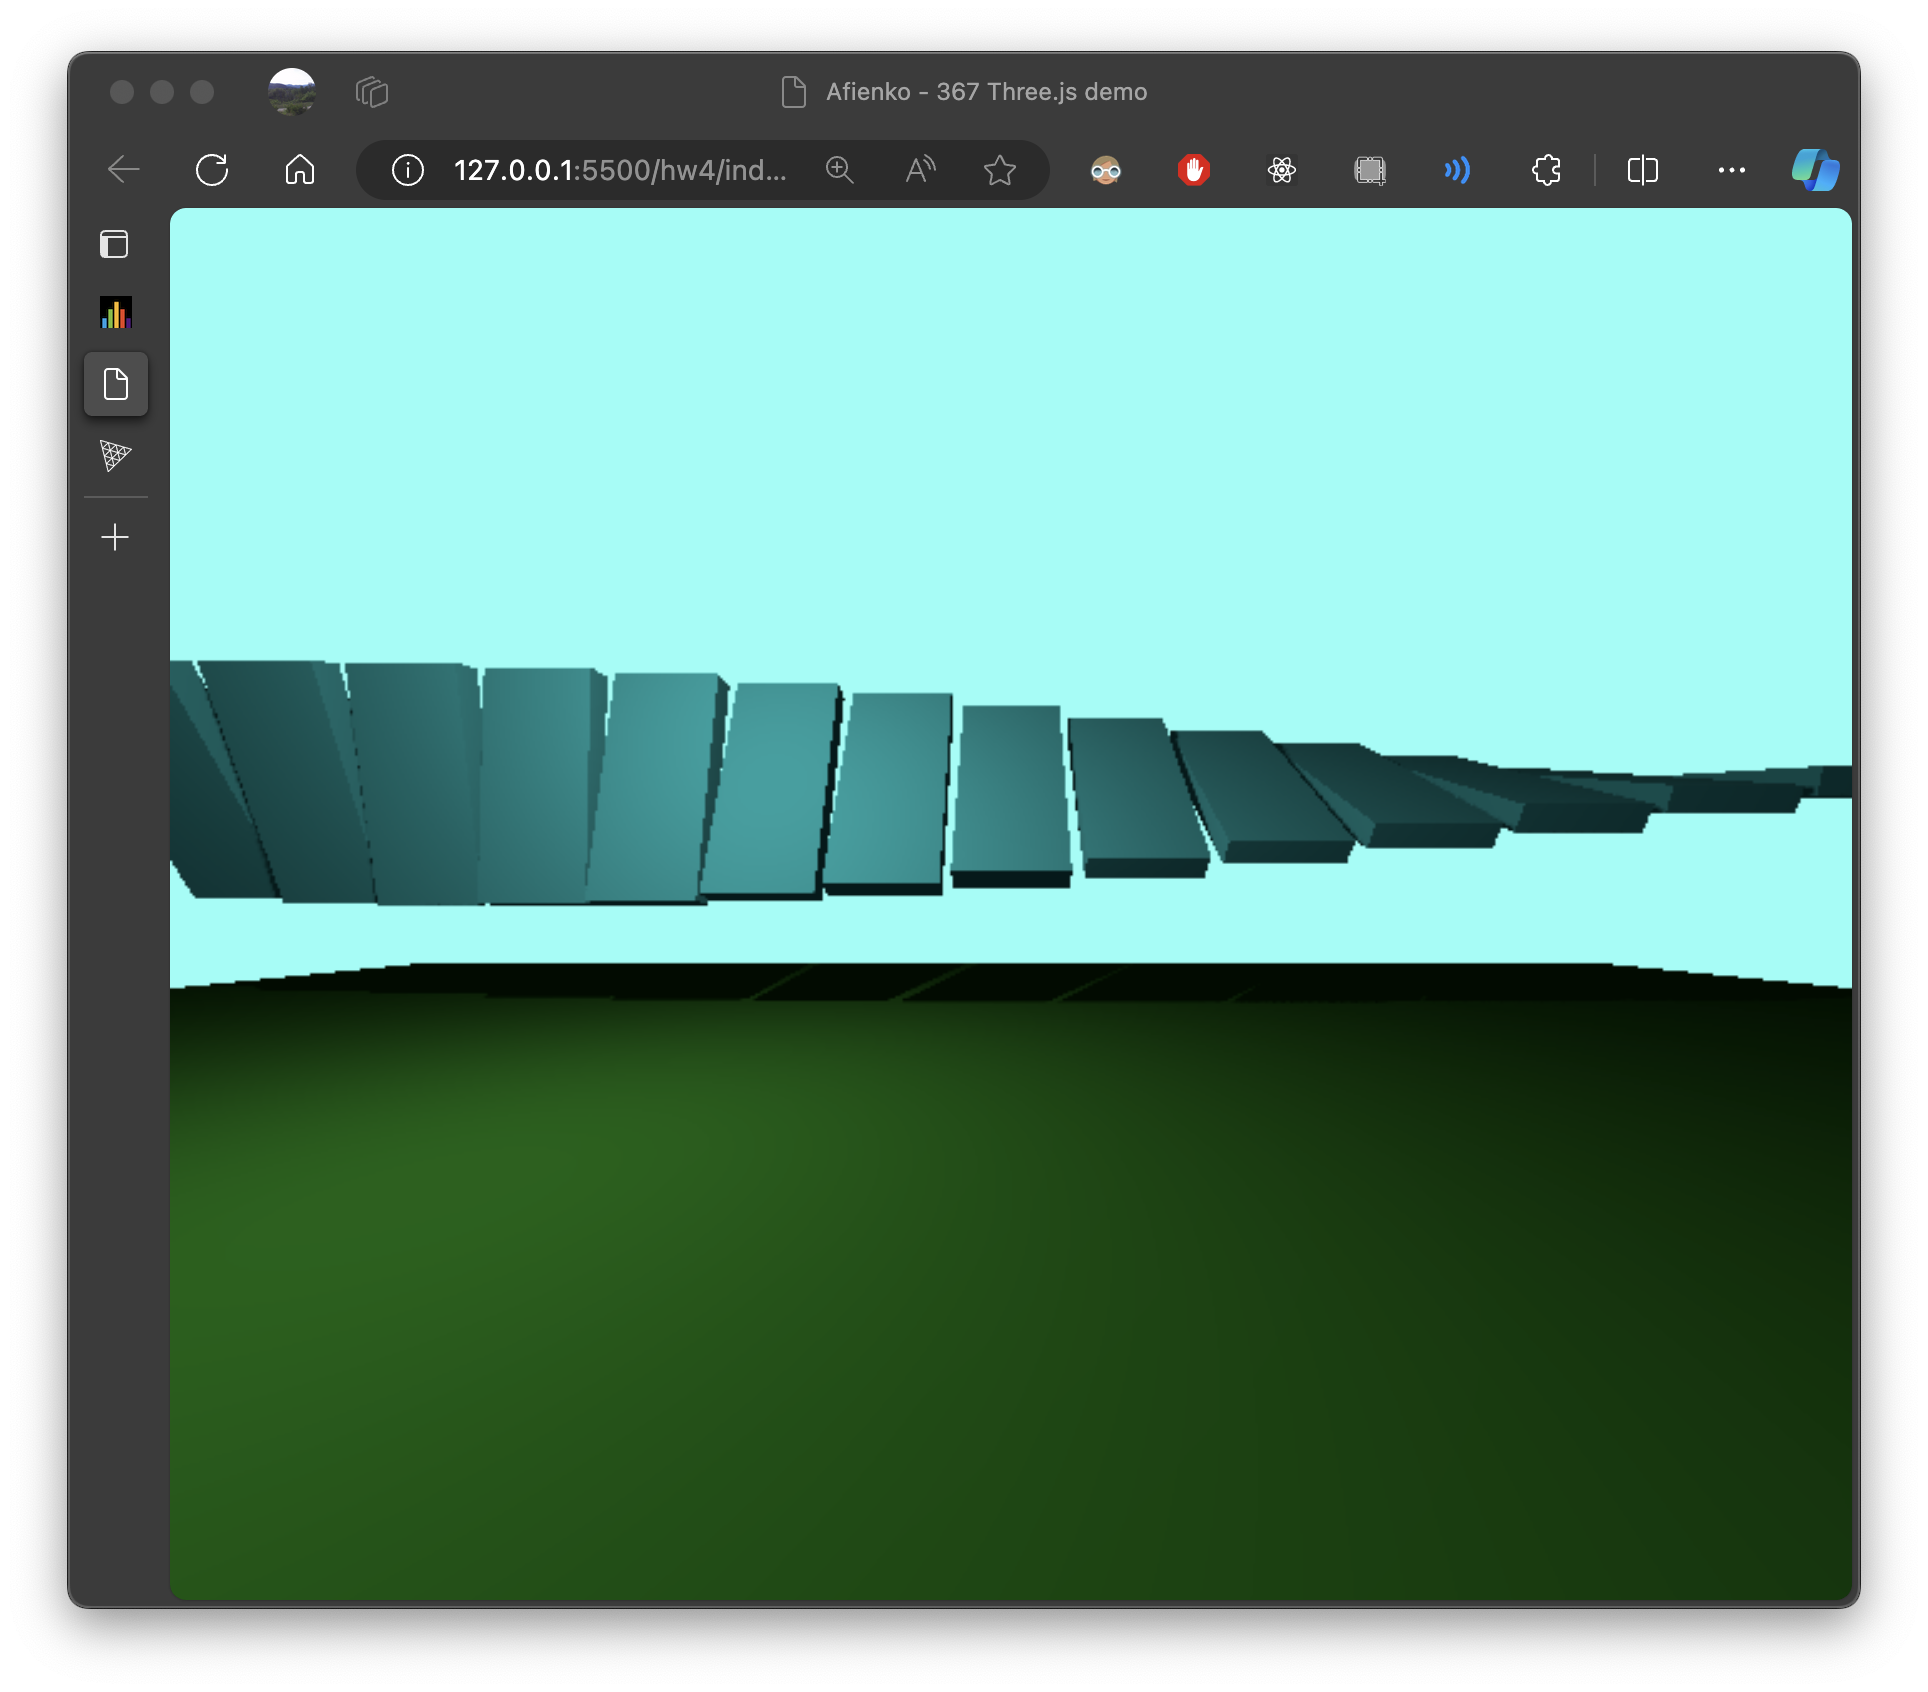 Afienko - 367 Three.js demo
127.0.0.1:5500/hw4/ind...